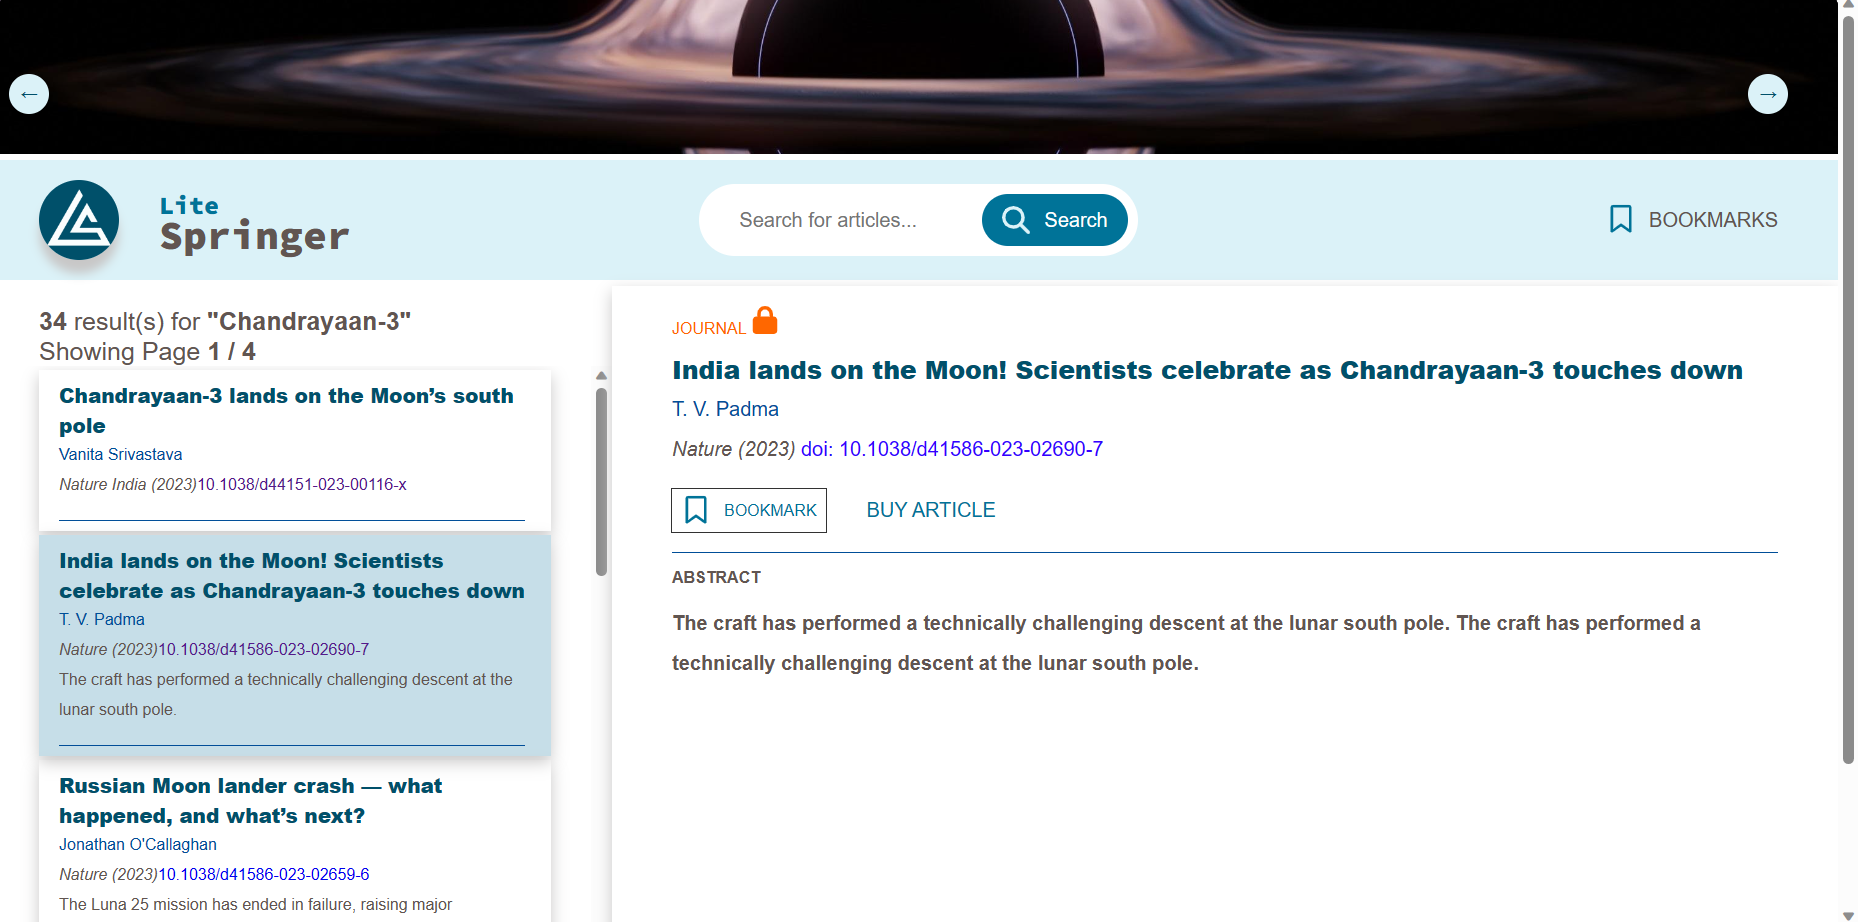 ←
→
Lite
Springer
Search for articles...
Search
BOOKMARKS
34 result(s) for "Chandrayaan-3"
Showing Page 1 / 4
Chandrayaan-3 lands on the Moon’s south
pole
Vanita Srivastava
Nature India (2023)10.1038/d44151-023-00116-x
India lands on the Moon! Scientists
celebrate as Chandrayaan-3 touches down
T. V. Padma
Nature (2023)10.1038/d41586-023-02690-7
The craft has performed a technically challenging descent at the
lunar south pole.
Russian Moon lander crash — what
happened, and what’s next?
Jonathan O'Callaghan
Nature (2023)10.1038/d41586-023-02659-6
The Luna 25 mission has ended in failure, raising major
JOURNAL
India lands on the Moon! Scientists celebrate as Chandrayaan-3 touches down
T. V. Padma
Nature (2023) doi: 10.1038/d41586-023-02690-7
BOOKMARK
BUY ARTICLE
ABSTRACT
The craft has performed a technically challenging descent at the lunar south pole. The craft has performed a
technically challenging descent at the lunar south pole.